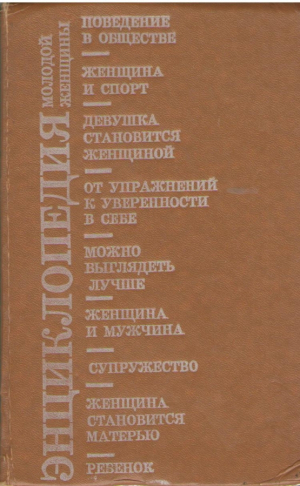 ЭНЦИКЛОПЕДИЯ
МОЛОДОЙ
ЖЕНЩИНЫ
ПОВЕДЕНИЕ
В ОБЩЕСТВЕ
ЖЕНЩИНА
И СПОРТ
ДЕВУШКА
СТАНОВИТСЯ
ЖЕНЩИНОЙ
ОТ УПРАЖНЕНИЙ
К УВЕРЕННОСТИ
В СЕБЕ
МОЖНО
ВЫГЛЯДЕТЬ
ЛУЧШЕ
ЖЕНЩИНА
И МУЖЧИНА
СУПРУЖЕСТВО
ЖЕНЩИНА
СТАНОВИТСЯ
МАТЕРЬЮ
РЕБЕНОК